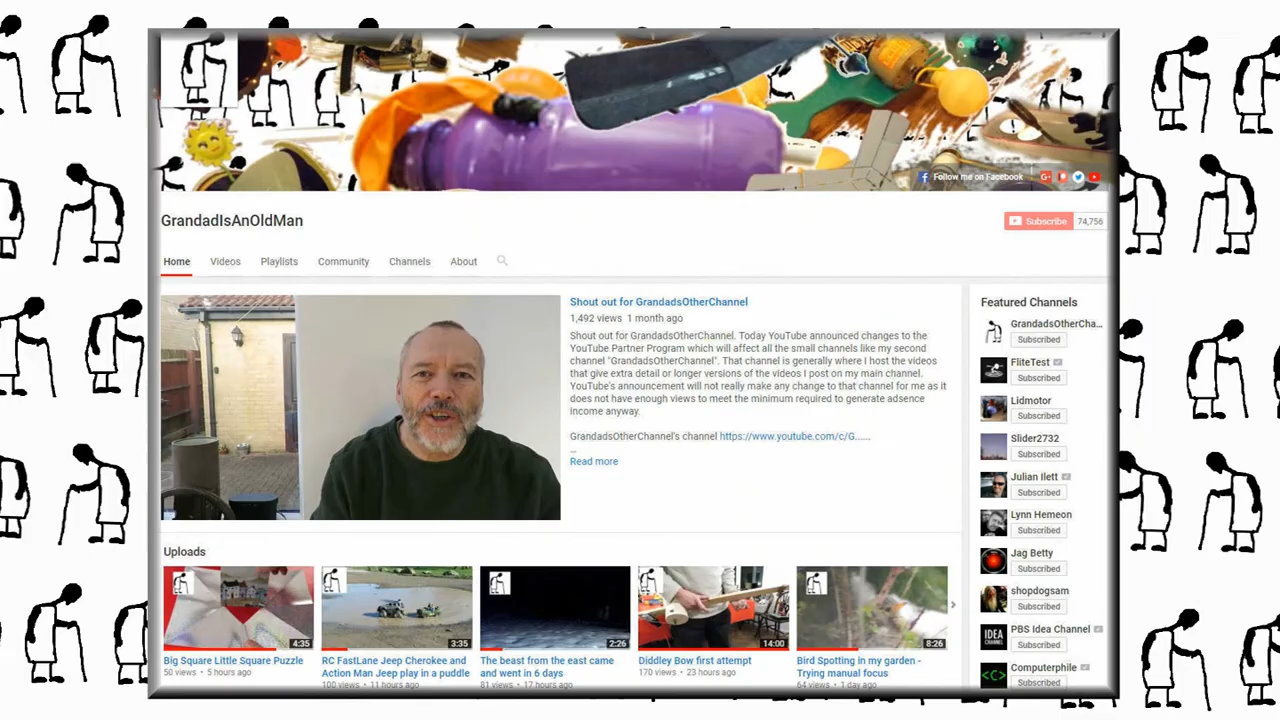 Follow me on Facebook
GrandadIsAnOldMan
Subscribe 74,756
Home Videos Playlists Community Channels About
Shout out for GrandadsOtherChannel
1,492 views 1 month ago
Shout out for GrandadsOtherChannel. Today YouTube announced changes to the
YouTube Partner Program which will affect all the small channels like my second
channel "GrandadsOtherChannel". That channel is generally where I host the videos
that give extra detail or longer versions of the videos I post on my main channel.
YouTube's announcement will not really make any change to that channel for me as it
does not have enough views to meet the minimum required to generate adsence
income anyway.
GrandadsOtherChannel's channel https://www.youtube.com/c/G......
...
Read more
Featured Channels
GrandadsOtherCha...
Subscribed
FliteTest
Subscribed
Lidmotor
Subscribed
Slider2732
Subscribed
Julian Ilett
Subscribed
Lynn Hemeon
Subscribed
Jag Betty
Subscribed
shopdogsam
Subscribed
IDEA CHANNEL
PBS Idea Channel
Subscribed
<C>
Computerphile
Subscribed
Uploads
4:35
Big Square Little Square Puzzle
50 views • 5 hours ago
3:35
RC FastLane Jeep Cherokee and
Action Man Jeep play in a puddle
100 views • 11 hours ago
2:26
The beast from the east came
and went in 6 days
81 views • 17 hours ago
14:00
Diddley Bow first attempt
170 views • 23 hours ago
8:26
Bird Spotting in my garden -
Trying manual focus
64 views • 1 day ago